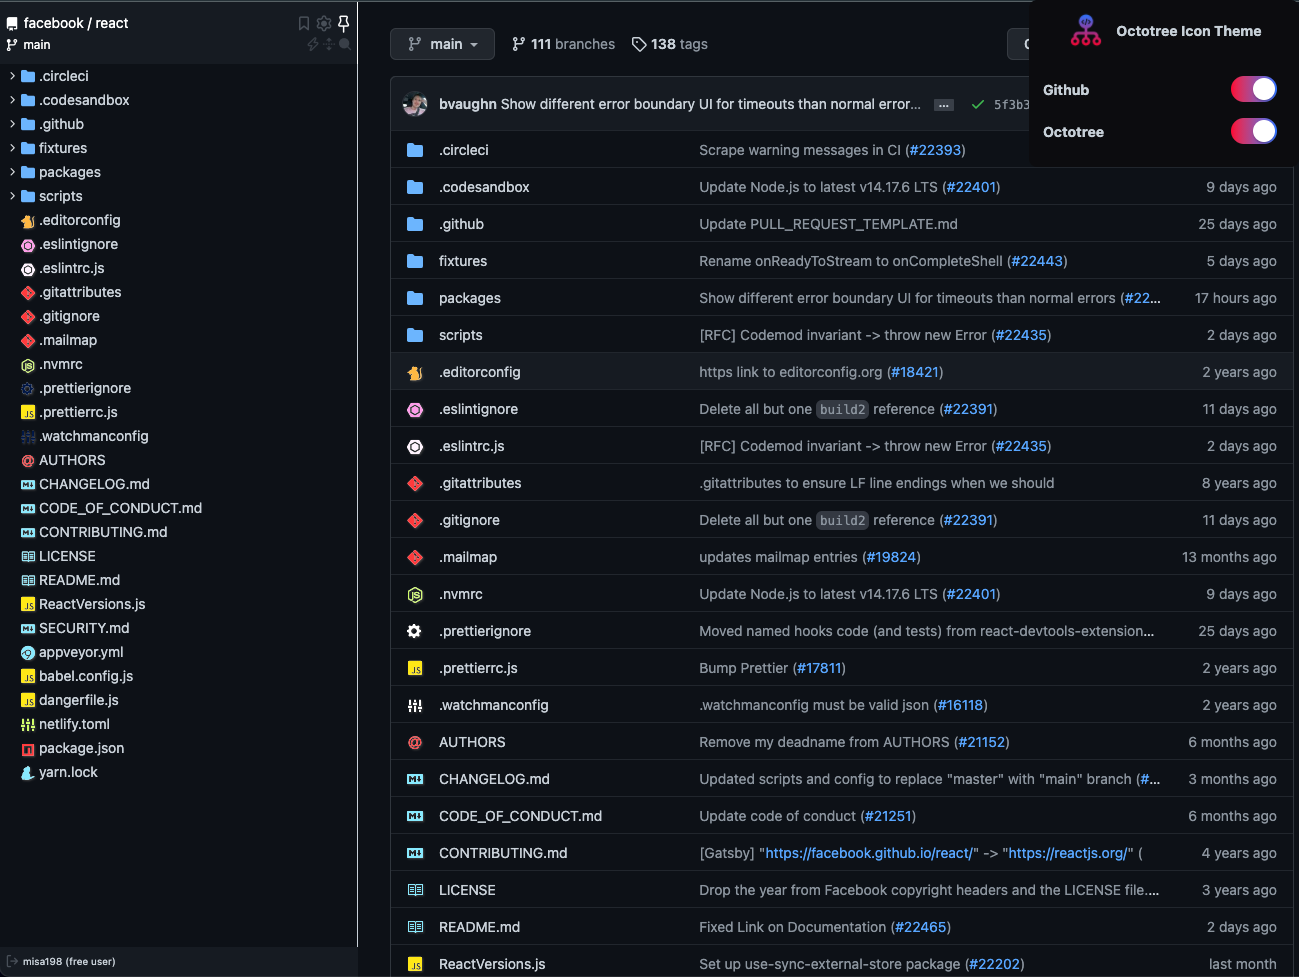 facebook / react
main
.circleci
.codesandbox
.github
fixtures
packages
scripts
.editorconfig
.eslintignore
.eslintrc.js
.gitattributes
.gitignore
.mailmap
.nvmrc
.prettierignore
.prettierrc.js
.watchmanconfig
AUTHORS
CHANGELOG.md
CODE_OF_CONDUCT.md
CONTRIBUTING.md
LICENSE
README.md
ReactVersions.js
SECURITY.md
appveyor.yml
babel.config.js
dangerfile.js
netlify.toml
package.json
yarn.lock
misa198 (free user)
main 111 branches 138 tags
Octotree Icon Theme
Github
Octotree
bvaughn Show different error boundary UI for timeouts than normal error... ... 5f3b3
.circleci Scrape warning messages in CI (#22393)
.codesandbox Update Node.js to latest v14.17.6 LTS (#22401) 9 days ago
.github Update PULL_REQUEST_TEMPLATE.md 25 days ago
fixtures Rename onReadyToStream to onCompleteShell (#22443) 5 days ago
packages Show different error boundary UI for timeouts than normal errors (#22... 17 hours ago
scripts [RFC] Codemod invariant -> throw new Error (#22435) 2 days ago
.editorconfig https link to editorconfig.org (#18421) 2 years ago
.eslintignore Delete all but one build2 reference (#22391) 11 days ago
.eslintrc.js [RFC] Codemod invariant -> throw new Error (#22435) 2 days ago
.gitattributes .gitattributes to ensure LF line endings when we should 8 years ago
.gitignore Delete all but one build2 reference (#22391) 11 days ago
.mailmap updates mailmap entries (#19824) 13 months ago
.nvmrc Update Node.js to latest v14.17.6 LTS (#22401) 9 days ago
.prettierignore Moved named hooks code (and tests) from react-devtools-extension... 25 days ago
.prettierrc.js Bump Prettier (#17811) 2 years ago
.watchmanconfig .watchmanconfig must be valid json (#16118) 2 years ago
AUTHORS Remove my deadname from AUTHORS (#21152) 6 months ago
CHANGELOG.md Updated scripts and config to replace "master" with "main" branch (#... 3 months ago
CODE_OF_CONDUCT.md Update code of conduct (#21251) 6 months ago
CONTRIBUTING.md [Gatsby] "https://facebook.github.io/react/" -> "https://reactjs.org/" ( 4 years ago
LICENSE Drop the year from Facebook copyright headers and the LICENSE file.... 3 years ago
README.md Fixed Link on Documentation (#22465) 2 days ago
ReactVersions.js Set up use-sync-external-store package (#22202) last month